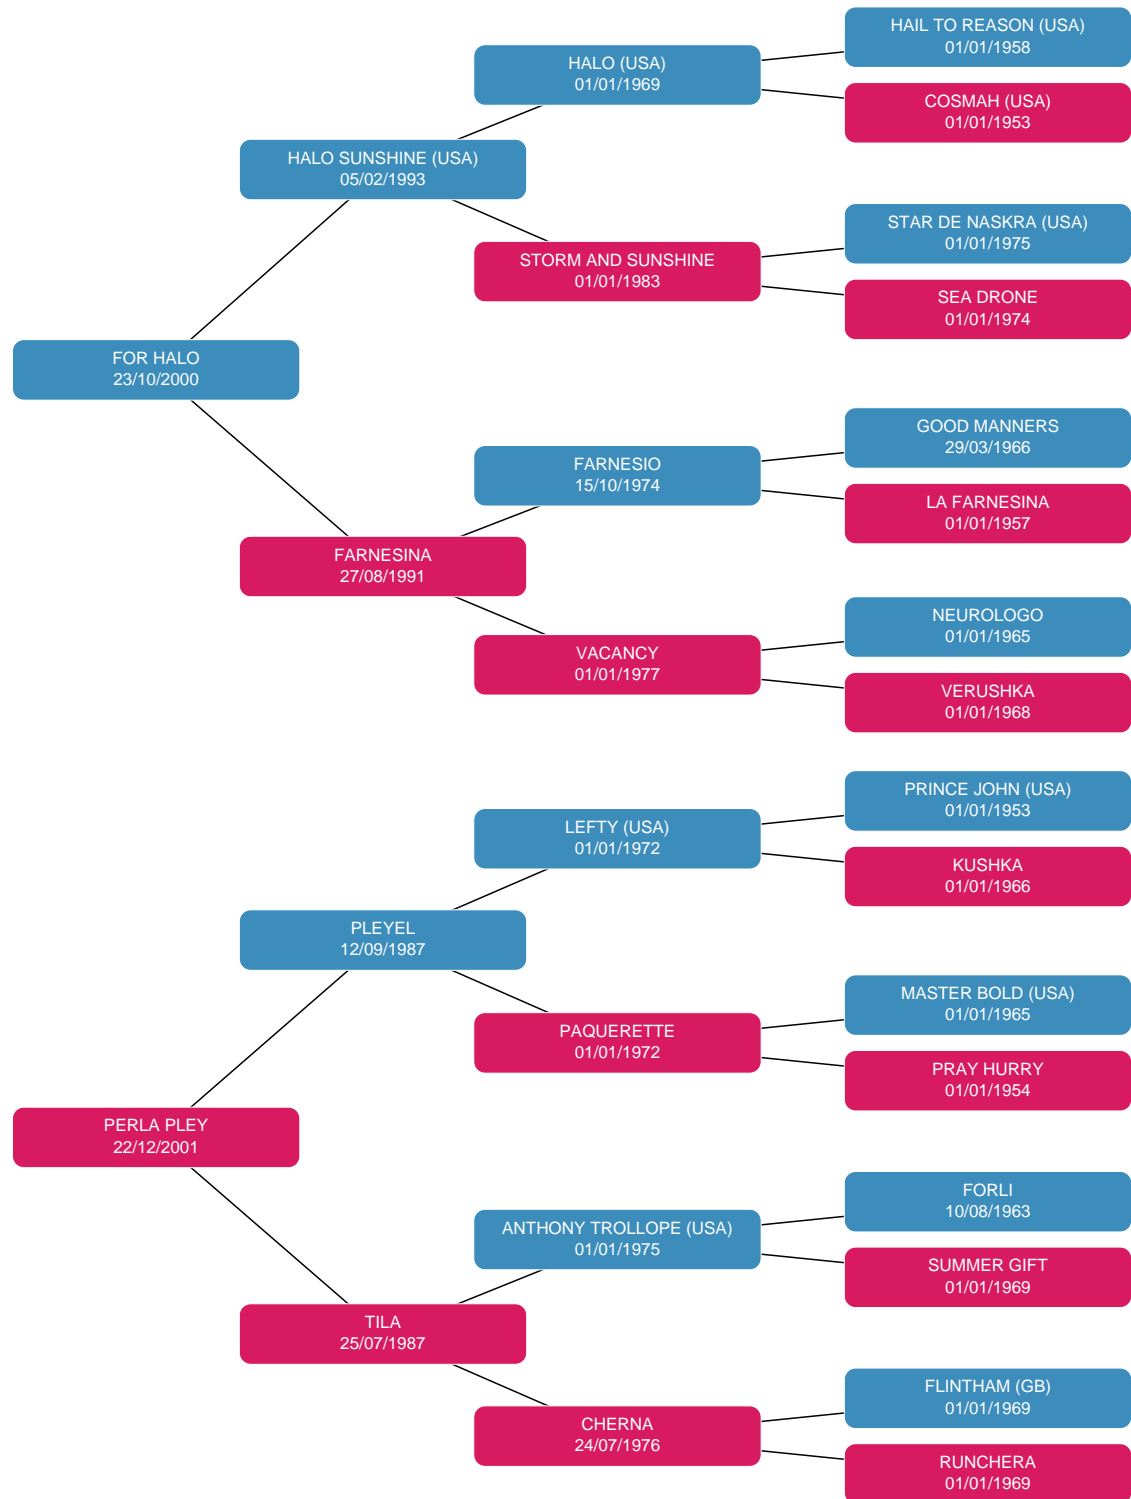 HAIL TO REASON (USA)
01/01/1958
HALO (USA)
01/01/1969
COSMAH (USA)
01/01/1953
HALO SUNSHINE (USA)
05/02/1993
STAR DE NASKRA (USA)
01/01/1975
STORM AND SUNSHINE
01/01/1983
SEA DRONE
01/01/1974
FOR HALO
23/10/2000
GOOD MANNERS
29/03/1966
FARNESIO
15/10/1974
LA FARNESINA
01/01/1957
FARNESINA
27/08/1991
NEUROLOGO
01/01/1965
VACANCY
01/01/1977
VERUSHKA
01/01/1968
PRINCE JOHN (USA)
01/01/1953
LEFTY (USA)
01/01/1972
KUSHKA
01/01/1966
PLEYEL
12/09/1987
MASTER BOLD (USA)
01/01/1965
PAQUERETTE
01/01/1972
PRAY HURRY
01/01/1954
PERLA PLEY
22/12/2001
FORLI
10/08/1963
ANTHONY TROLLOPE (USA)
01/01/1975
SUMMER GIFT
01/01/1969
TILA
25/07/1987
FLINTHAM (GB)
01/01/1969
CHERNA
24/07/1976
RUNCHERA
01/01/1969